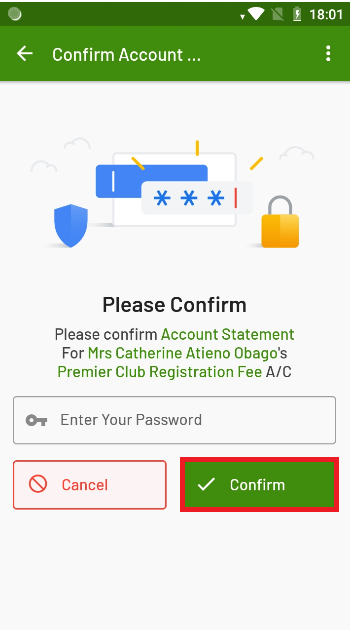 18:01
Confirm Account ...
***
Please Confirm
Please confirm Account Statement
For Mrs Catherine Atieno Obago's
Premier Club Registration Fee A/C
Enter Your Password
Cancel
Confirm